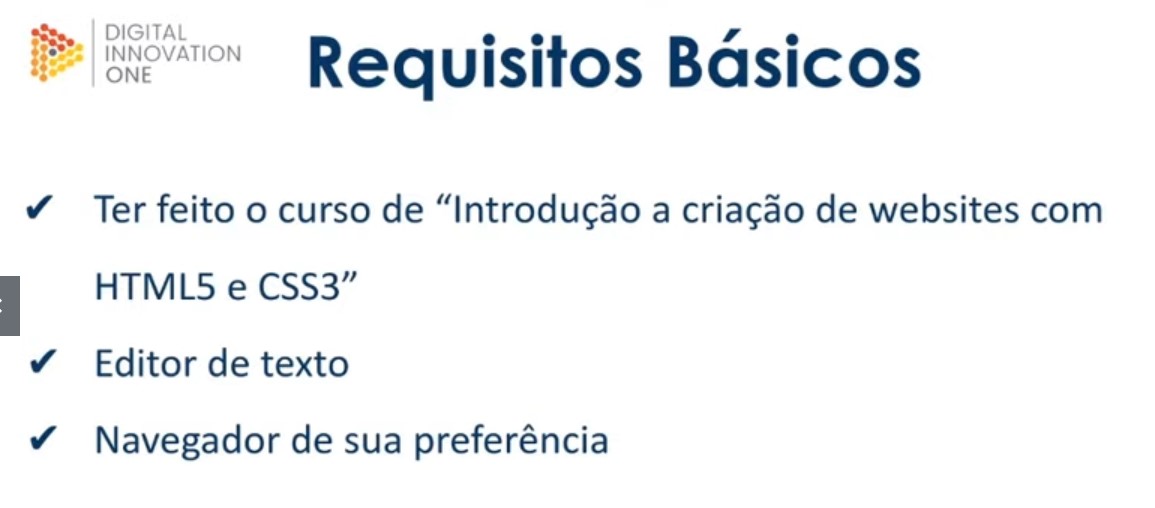 DIGITAL
INNOVATION
ONE
Requisitos Básicos
✔ Ter feito o curso de “Introdução a criação de websites com
HTML5 e CSS3”
✔ Editor de texto
✔ Navegador de sua preferência